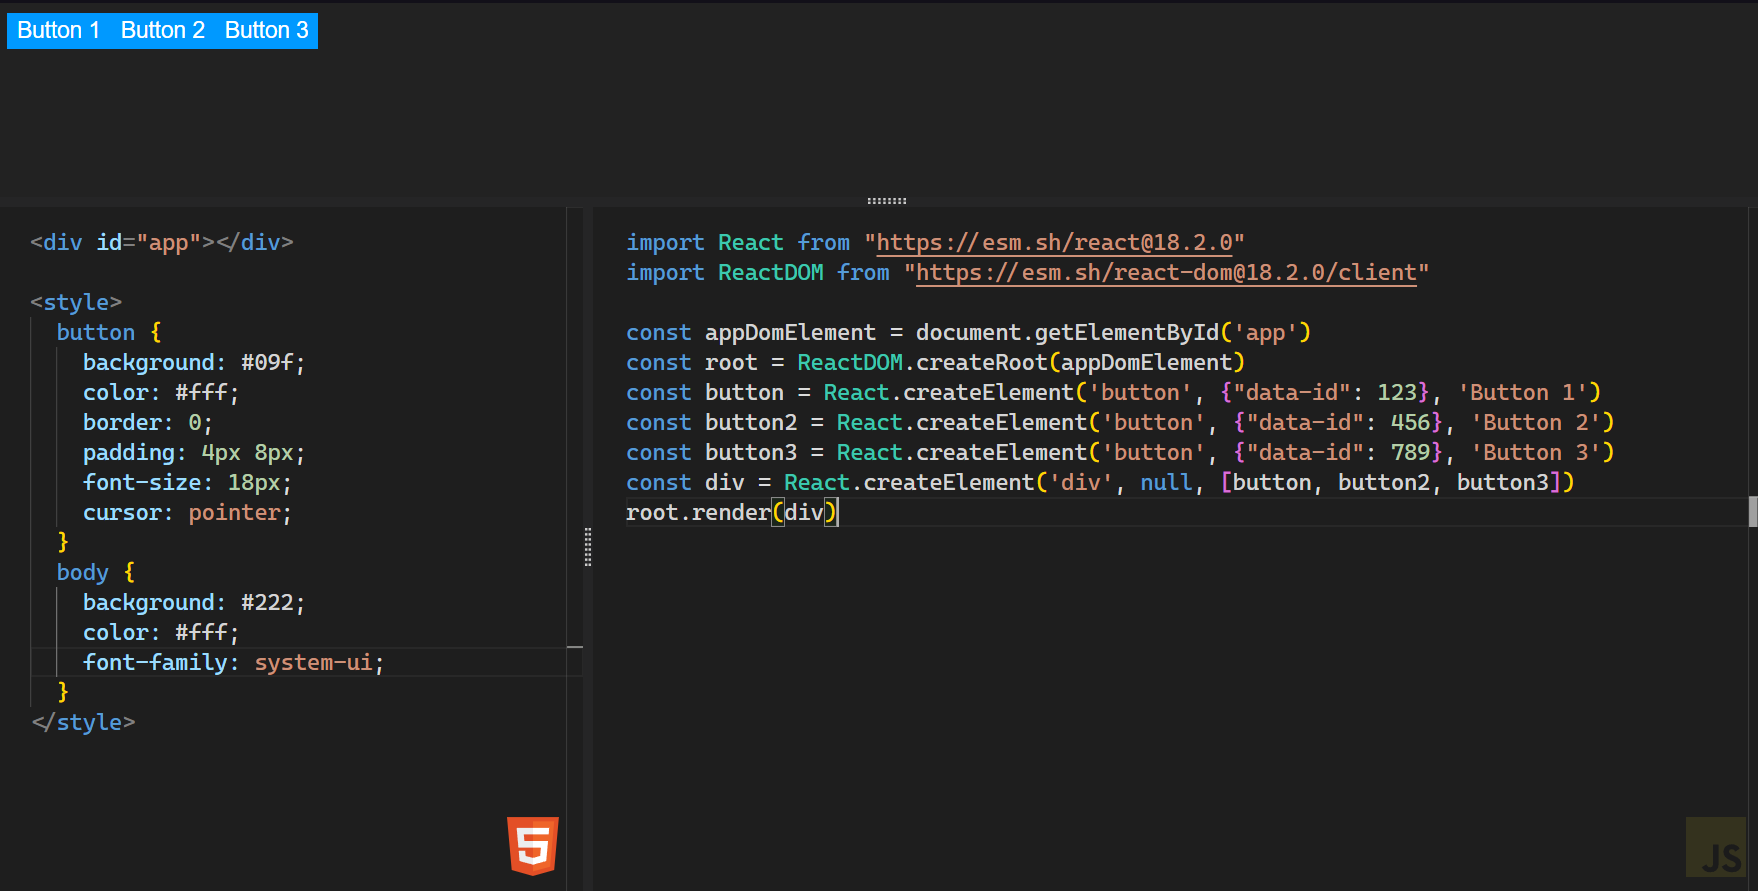 Button 1 Button 2 Button 3
<div id="app"></div>
<style>
button {
background: #09f;
color: #fff;
border: 0;
padding: 4px 8px;
font-size: 18px;
cursor: pointer;
}
body {
background: #222;
color: #fff;
font-family: system-ui;
}
</style>
5
import React from "https://esm.sh/react@18.2.0"
import ReactDOM from "https://esm.sh/react-dom@18.2.0/client"
const appDomElement = document.getElementById('app')
const root = ReactDOM.createRoot(appDomElement)
const button = React.createElement('button', {"data-id": 123}, 'Button 1')
const button2 = React.createElement('button', {"data-id": 456}, 'Button 2')
const button3 = React.createElement('button', {"data-id": 789}, 'Button 3')
const div = React.createElement('div', null, [button, button2, button3])
root.render(div)
JS